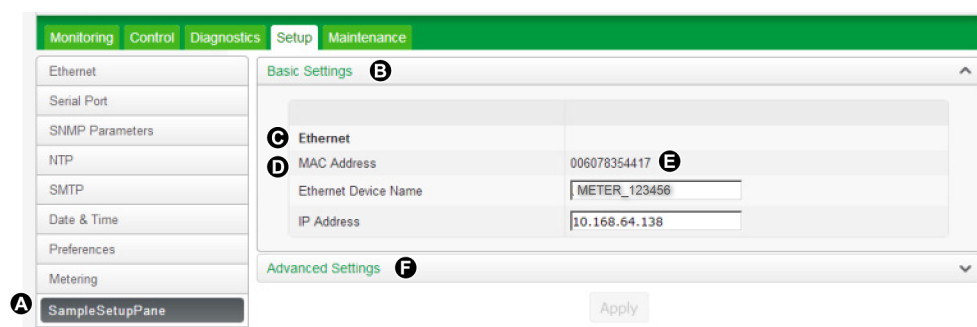 Monitoring Control Diagnostics Setup Maintenance
Ethernet
Serial Port
SNMP Parameters
NTP
SMTP
Date & Time
Preferences
Metering
A SampleSetupPane
Basic Settings B
C Ethernet
D MAC Address 006078354417 E
Ethernet Device Name METER_123456
IP Address 10.168.64.138
Advanced Settings F
Apply